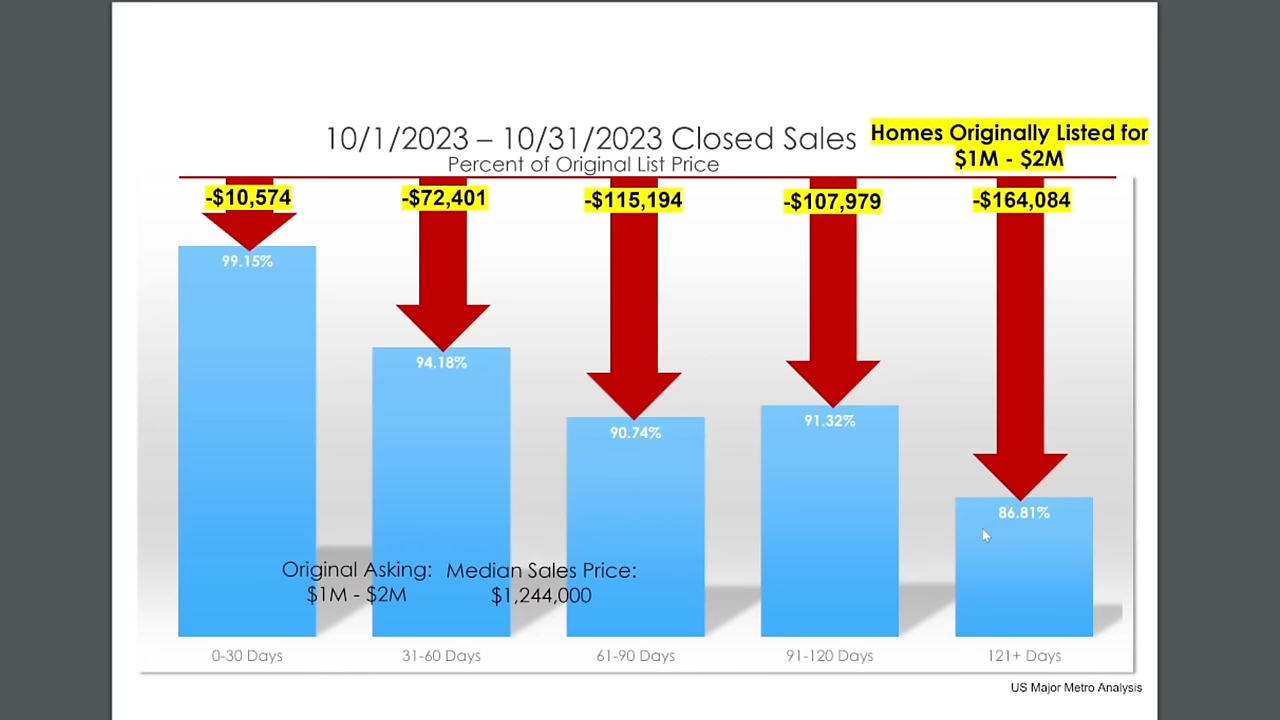 10/1/2023 – 10/31/2023 Closed Sales
Percent of Original List Price
Homes Originally Listed for
$1M - $2M
-$10,574
-$72,401
-$115,194
-$107,979
-$164,084
99.15%
94.18%
90.74%
91.32%
86.81%
Original Asking:
$1M - $2M
Median Sales Price:
$1,244,000
0-30 Days
31-60 Days
61-90 Days
91-120 Days
121+ Days
US Major Metro Analysis